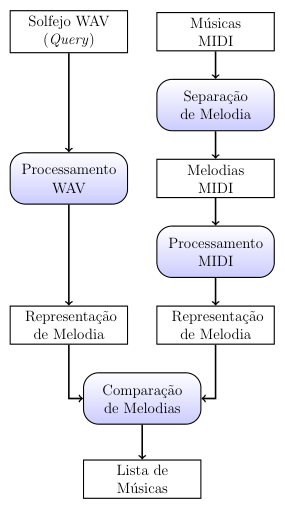 Solfejo WAV
(Query)
Músicas
MIDI
Separação
de Melodia
Processamento
WAV
Melodias
MIDI
Processamento
MIDI
Representação
de Melodia
Representação
de Melodia
Comparação
de Melodias
Lista de
Músicas